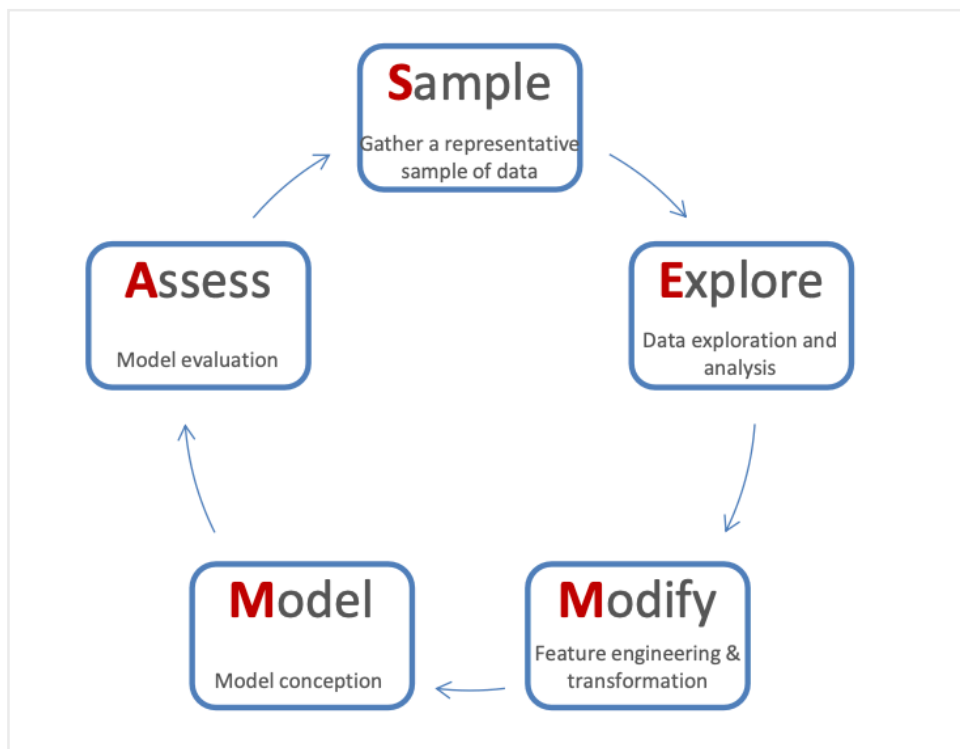 Sample
Gather a representative
sample of data
Explore
Data exploration and
analysis
Modify
Feature engineering &
transformation
Model
Model conception
Assess
Model evaluation